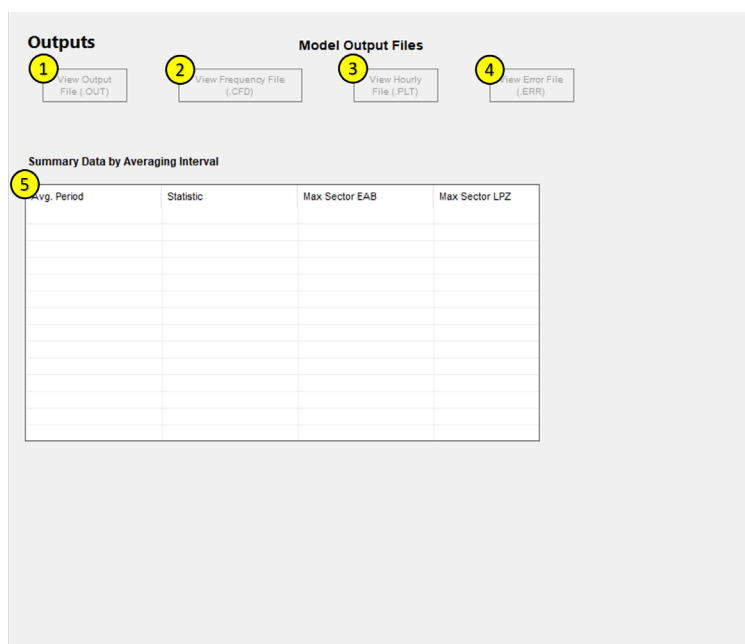 Outputs
Model Output Files
1
View Output
File (.OUT)
2
View Frequency File
(.CFD)
3
View Hourly
File (.PLT)
4
View Error File
(.ERR)
Summary Data by Averaging Interval
5
Avg. Period Statistic Max Sector EAB Max Sector LPZ